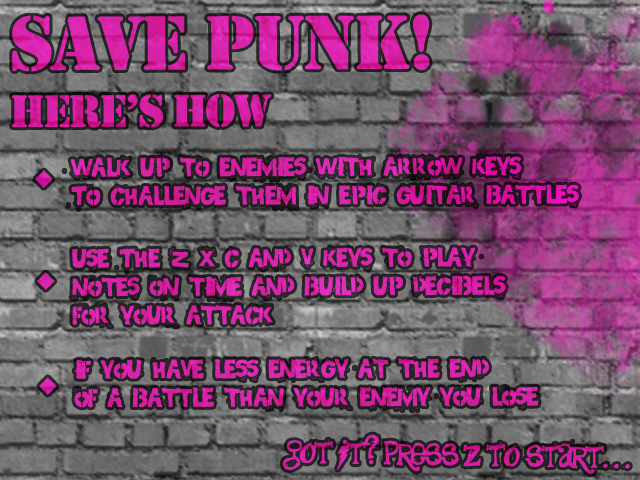 SAVE PUNK!
HERE'S HOW
WALK UP TO ENEMIES WITH ARROW KEYS
TO CHALLENGE THEM IN EPIC GUITAR BATTLES
USE THE Z X C AND V KEYS TO PLAY
NOTES ON TIME AND BUILD UP DECIBELS
FOR YOUR ATTACK
IF YOU HAVE LESS ENERGY AT THE END
OF A BATTLE THAN YOUR ENEMY YOU LOSE
GOT IT? PRESS Z TO START...